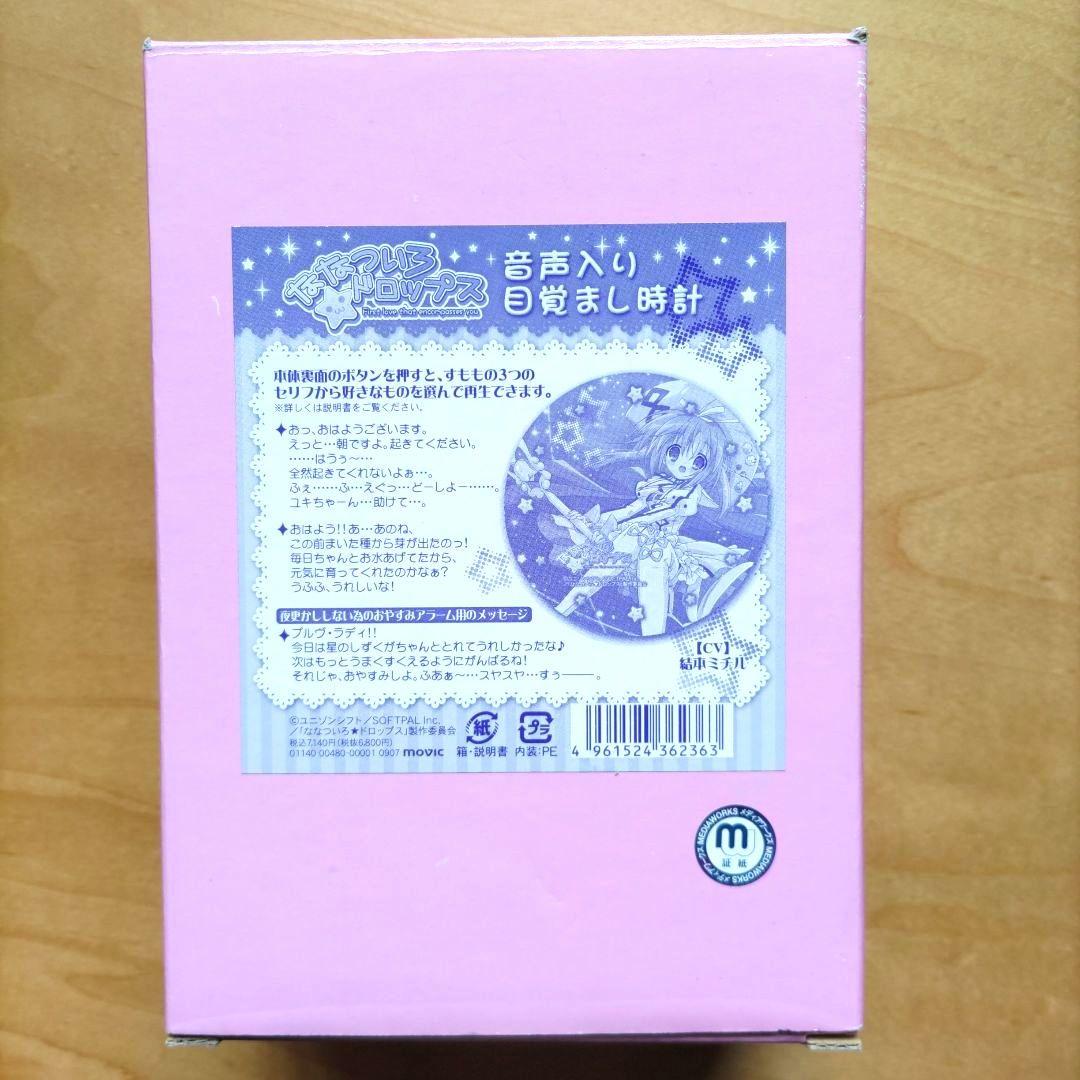 ななついろ
★ドロップス
First love that encompasses you
音声入り
目覚まし時計
本体裏面のボタンを押すと、すももの3つの
セリフから好きなものを選んで再生できます。
※詳しくは説明書をご覧ください。
✦おっ、おはようございます。
えっと…朝ですよ。起きてください。
……はうぅ〜…
全然起きてくれないよぉ…。
ふぇ……ふ…えぐっ…どーしよー……。
ユキちゃーん…助けて…。
✦おはよう!!あ…あのね、
この前まいた種から芽が出たのっ!
毎日ちゃんとお水あげてたから、
元気に育ってくれたのかなぁ?
うふふ、うれしいな!
夜更かししない為のおやすみアラーム用のメッセージ
✦プルヴ・ラディ!!
今日は星のしずくがちゃんととれてうれしかったな♪
次はもっとうまくすくえるようにがんばるね!
それじゃ、おやすみしよ。ふあぁ〜…スヤスヤ…すぅ――。
【CV】
結本ミチル
©ユニゾンシフト/SOFTPAL Inc.
/「ななついろ★ドロップス」製作委員会
税込7,140円(税抜6,800円)
01140 00480-00001 0907 movic
紙
箱・説明書
プラ
内装:PE
4 961524 362363
MEDIAWORKS メディアワークス MEDIAWORKS メディアワークス
m
証紙